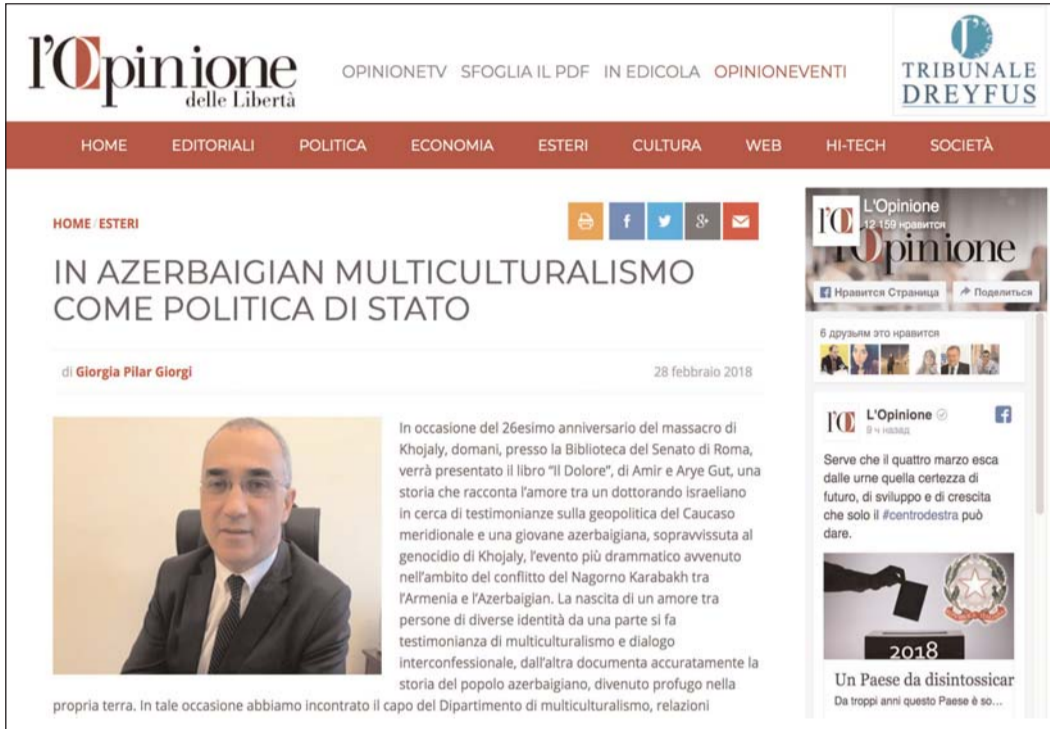 l'Opinione
delle Libertà
OPINIONETV SFOGLIA IL PDF IN EDICOLA OPINIONEVENTI
TRIBUNALE
DREYFUS
HOME EDITORIALI POLITICA ECONOMIA ESTERI CULTURA WEB HI-TECH SOCIETÀ
HOME / ESTERI
IN AZERBAIGIAN MULTICULTURALISMO
COME POLITICA DI STATO
di Giorgia Pilar Giorgi
28 febbraio 2018
In occasione del 26esimo anniversario del massacro di
Khojaly, domani, presso la Biblioteca del Senato di Roma,
verrà presentato il libro "Il Dolore", di Amir e Arye Gut, una
storia che racconta l'amore tra un dottorando israeliano
in cerca di testimonianze sulla geopolitica del Caucaso
meridionale e una giovane azerbaigiana, sopravvissuta al
genocidio di Khojaly, l'evento più drammatico avvenuto
nell'ambito del conflitto del Nagorno Karabakh tra
l'Armenia e l'Azerbaigian. La nascita di un amore tra
persone di diverse identità da una parte si fa
testimonianza di multiculturalismo e dialogo
interconfessionale, dall'altra documenta accuratamente la
storia del popolo azerbaigiano, divenuto profugo nella
propria terra. In tale occasione abbiamo incontrato il capo del Dipartimento di multiculturalismo, relazioni
L'Opinione
12 159 нравится
l'Opinione
Нравится Страница Поделиться
6 друзьям это нравится
L'Opinione
9 ч назад
Serve che il quattro marzo esca
dalle urne quella certezza di
futuro, di sviluppo e di crescita
che solo il #centrodestra può
dare.
2018
Un Paese da disintossicar
Da troppi anni questo Paese è so...